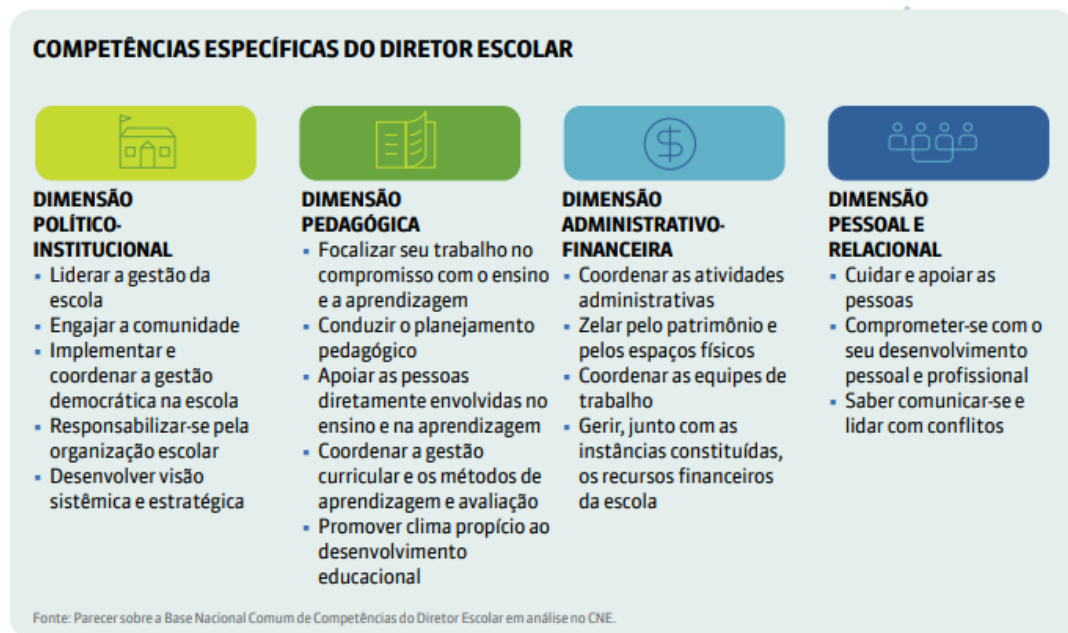 COMPETÊNCIAS ESPECÍFICAS DO DIRETOR ESCOLAR
DIMENSÃO
POLÍTICO-
INSTITUCIONAL
▪ Liderar a gestão da
escola
▪ Engajar a comunidade
▪ Implementar e
coordenar a gestão
democrática na escola
▪ Responsabilizar-se pela
organização escolar
▪ Desenvolver visão
sistêmica e estratégica
DIMENSÃO
PEDAGÓGICA
▪ Focalizar seu trabalho no
compromisso com o ensino
e a aprendizagem
▪ Conduzir o planejamento
pedagógico
▪ Apoiar as pessoas
diretamente envolvidas no
ensino e na aprendizagem
▪ Coordenar a gestão
curricular e os métodos de
aprendizagem e avaliação
▪ Promover clima propício ao
desenvolvimento
educacional
$
DIMENSÃO
ADMINISTRATIVO-
FINANCEIRA
▪ Coordenar as atividades
administrativas
▪ Zelar pelo patrimônio e
pelos espaços físicos
▪ Coordenar as equipes de
trabalho
▪ Gerir, junto com as
instâncias constituídas,
os recursos financeiros
da escola
DIMENSÃO
PESSOAL E
RELACIONAL
▪ Cuidar e apoiar as
pessoas
▪ Comprometer-se com o
seu desenvolvimento
pessoal e profissional
▪ Saber comunicar-se e
lidar com conflitos
Fonte: Parecer sobre a Base Nacional Comum de Competências do Diretor Escolar em análise no CNE.